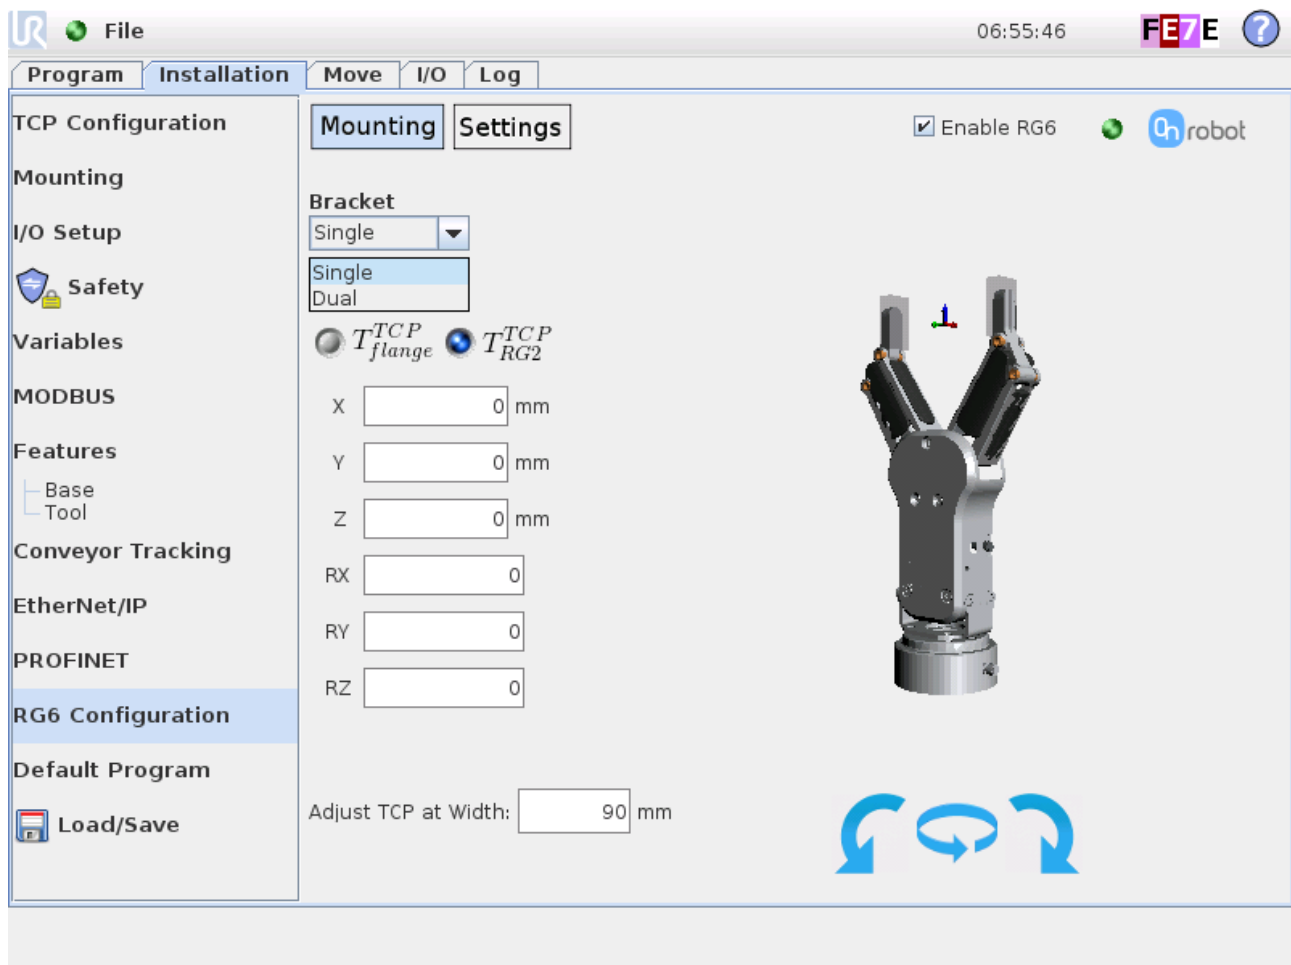 UR File 06:55:46 FE7E ?
Program Installation Move I/O Log
TCP Configuration
Mounting
I/O Setup
Safety
Variables
MODBUS
Features
Base
Tool
Conveyor Tracking
EtherNet/IP
PROFINET
RG6 Configuration
Default Program
Load/Save
Mounting Settings
Enable RG6 On robot
Bracket
Single
Single
Dual
T^{TCP}_{flange} T^{TCP}_{RG2}
X 0 mm
Y 0 mm
Z 0 mm
RX 0
RY 0
RZ 0
Adjust TCP at Width: 90 mm